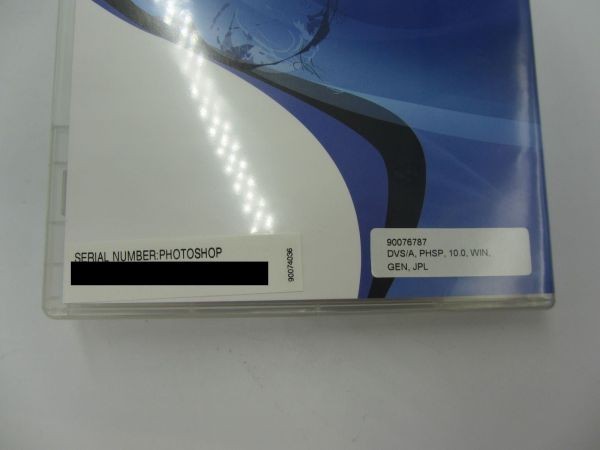 SERIAL NUMBER:PHOTOSHOP
90074036
90076787
DVS/A, PHSP, 10.0, WIN,
GEN, JPL